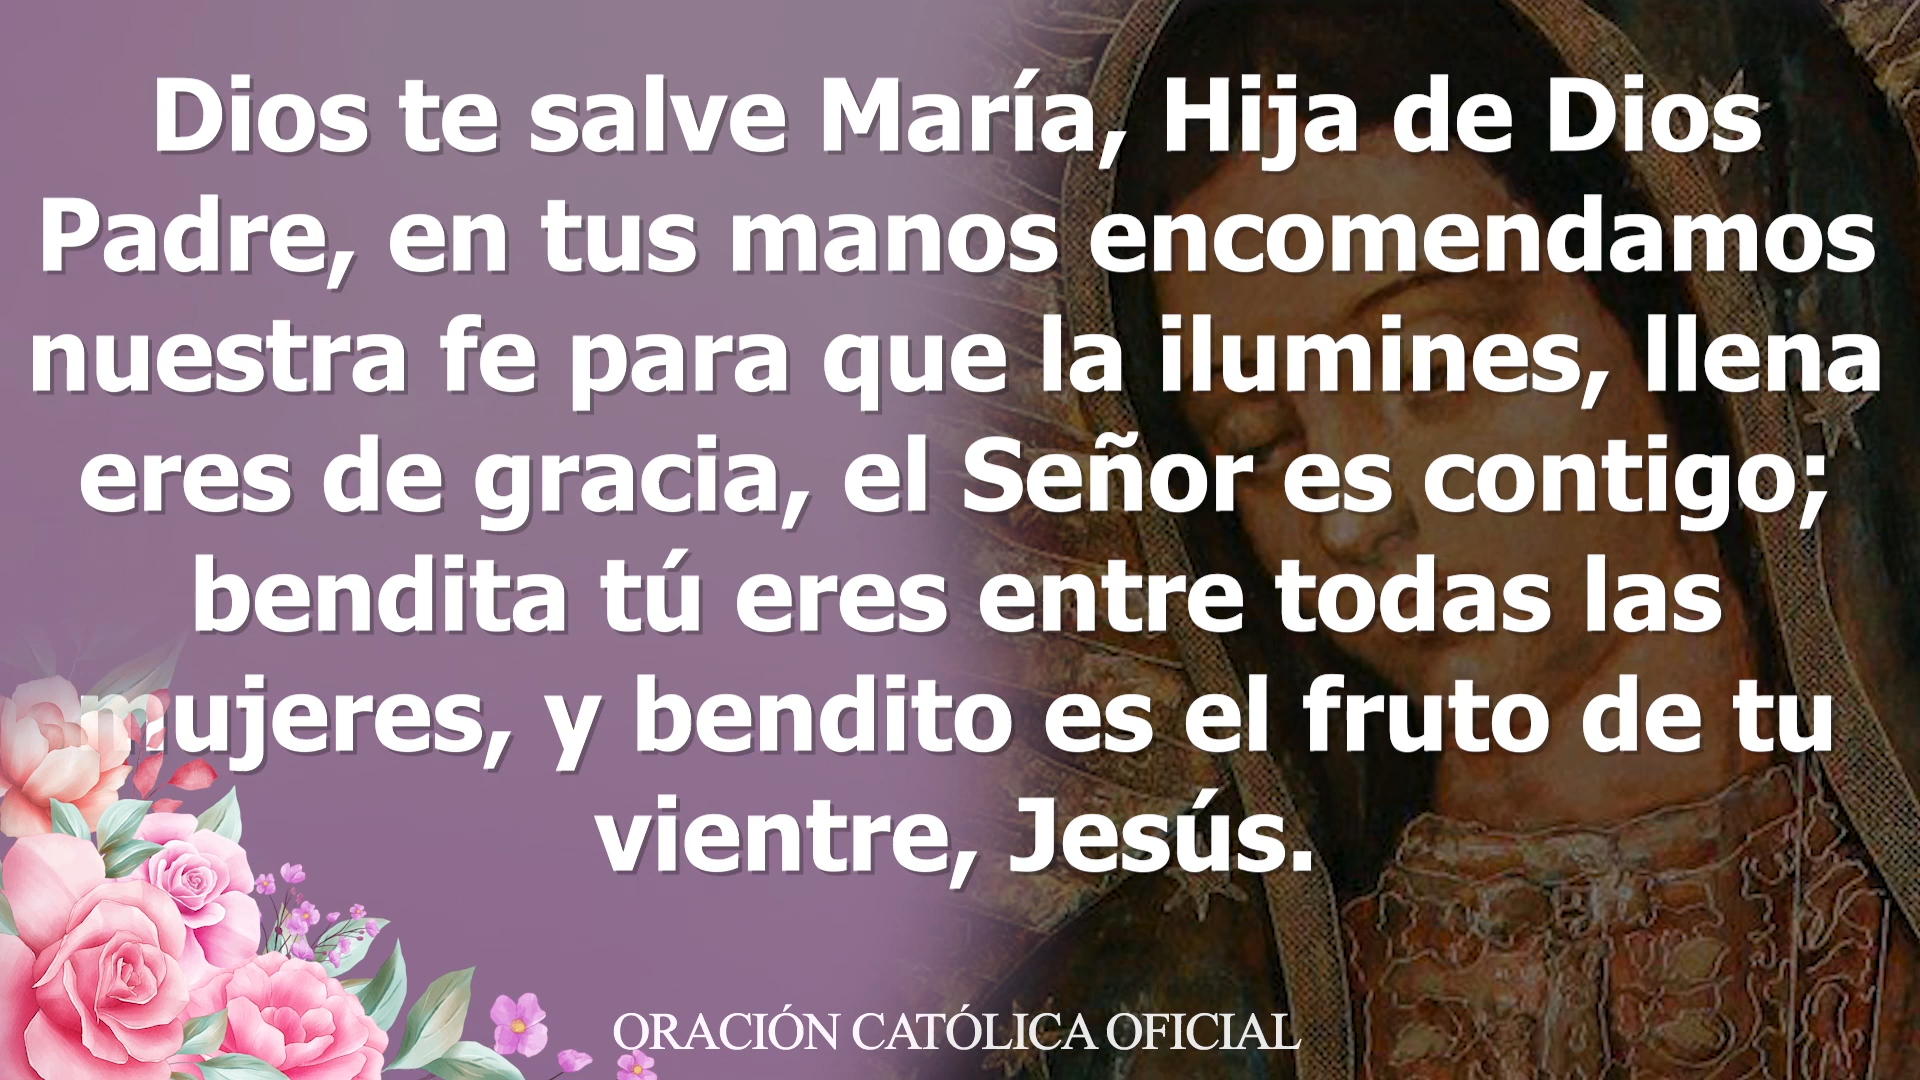 Dios te salve María, Hija de Dios
Padre, en tus manos encomendamos
nuestra fe para que la ilumines, llena
eres de gracia, el Señor es contigo;
bendita tú eres entre todas las
mujeres, y bendito es el fruto de tu
vientre, Jesús.
ORACIÓN CATÓLICA OFICIAL